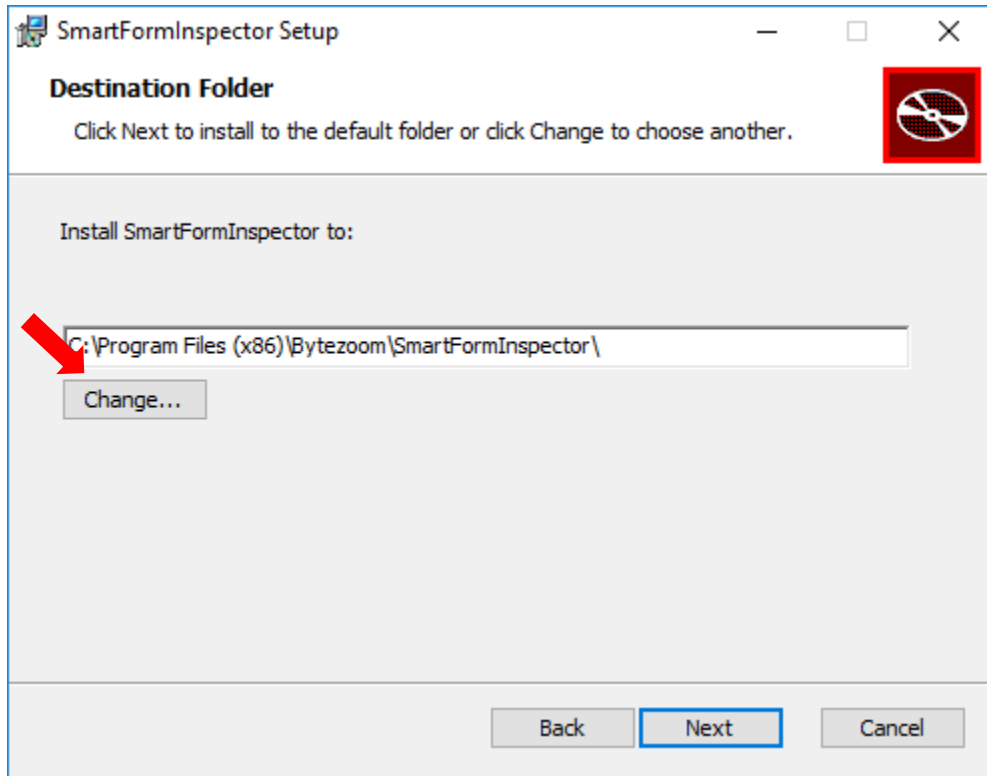 SmartFormInspector Setup
Destination Folder
Click Next to install to the default folder or click Change to choose another.
Install SmartFormInspector to:
C:\Program Files (x86)\Bytezoom\SmartFormInspector\
Change...
Back Next Cancel